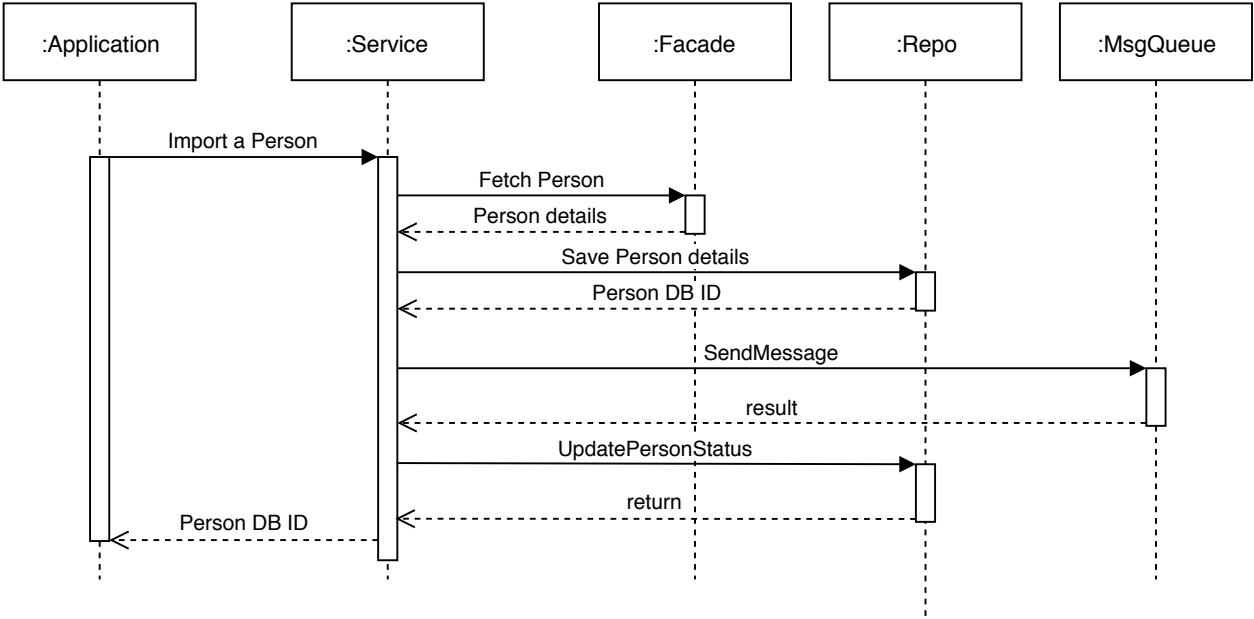 :Application
:Service
:Facade
:Repo
:MsgQueue
Import a Person
Fetch Person
Person details
Save Person details
Person DB ID
SendMessage
result
UpdatePersonStatus
return
Person DB ID